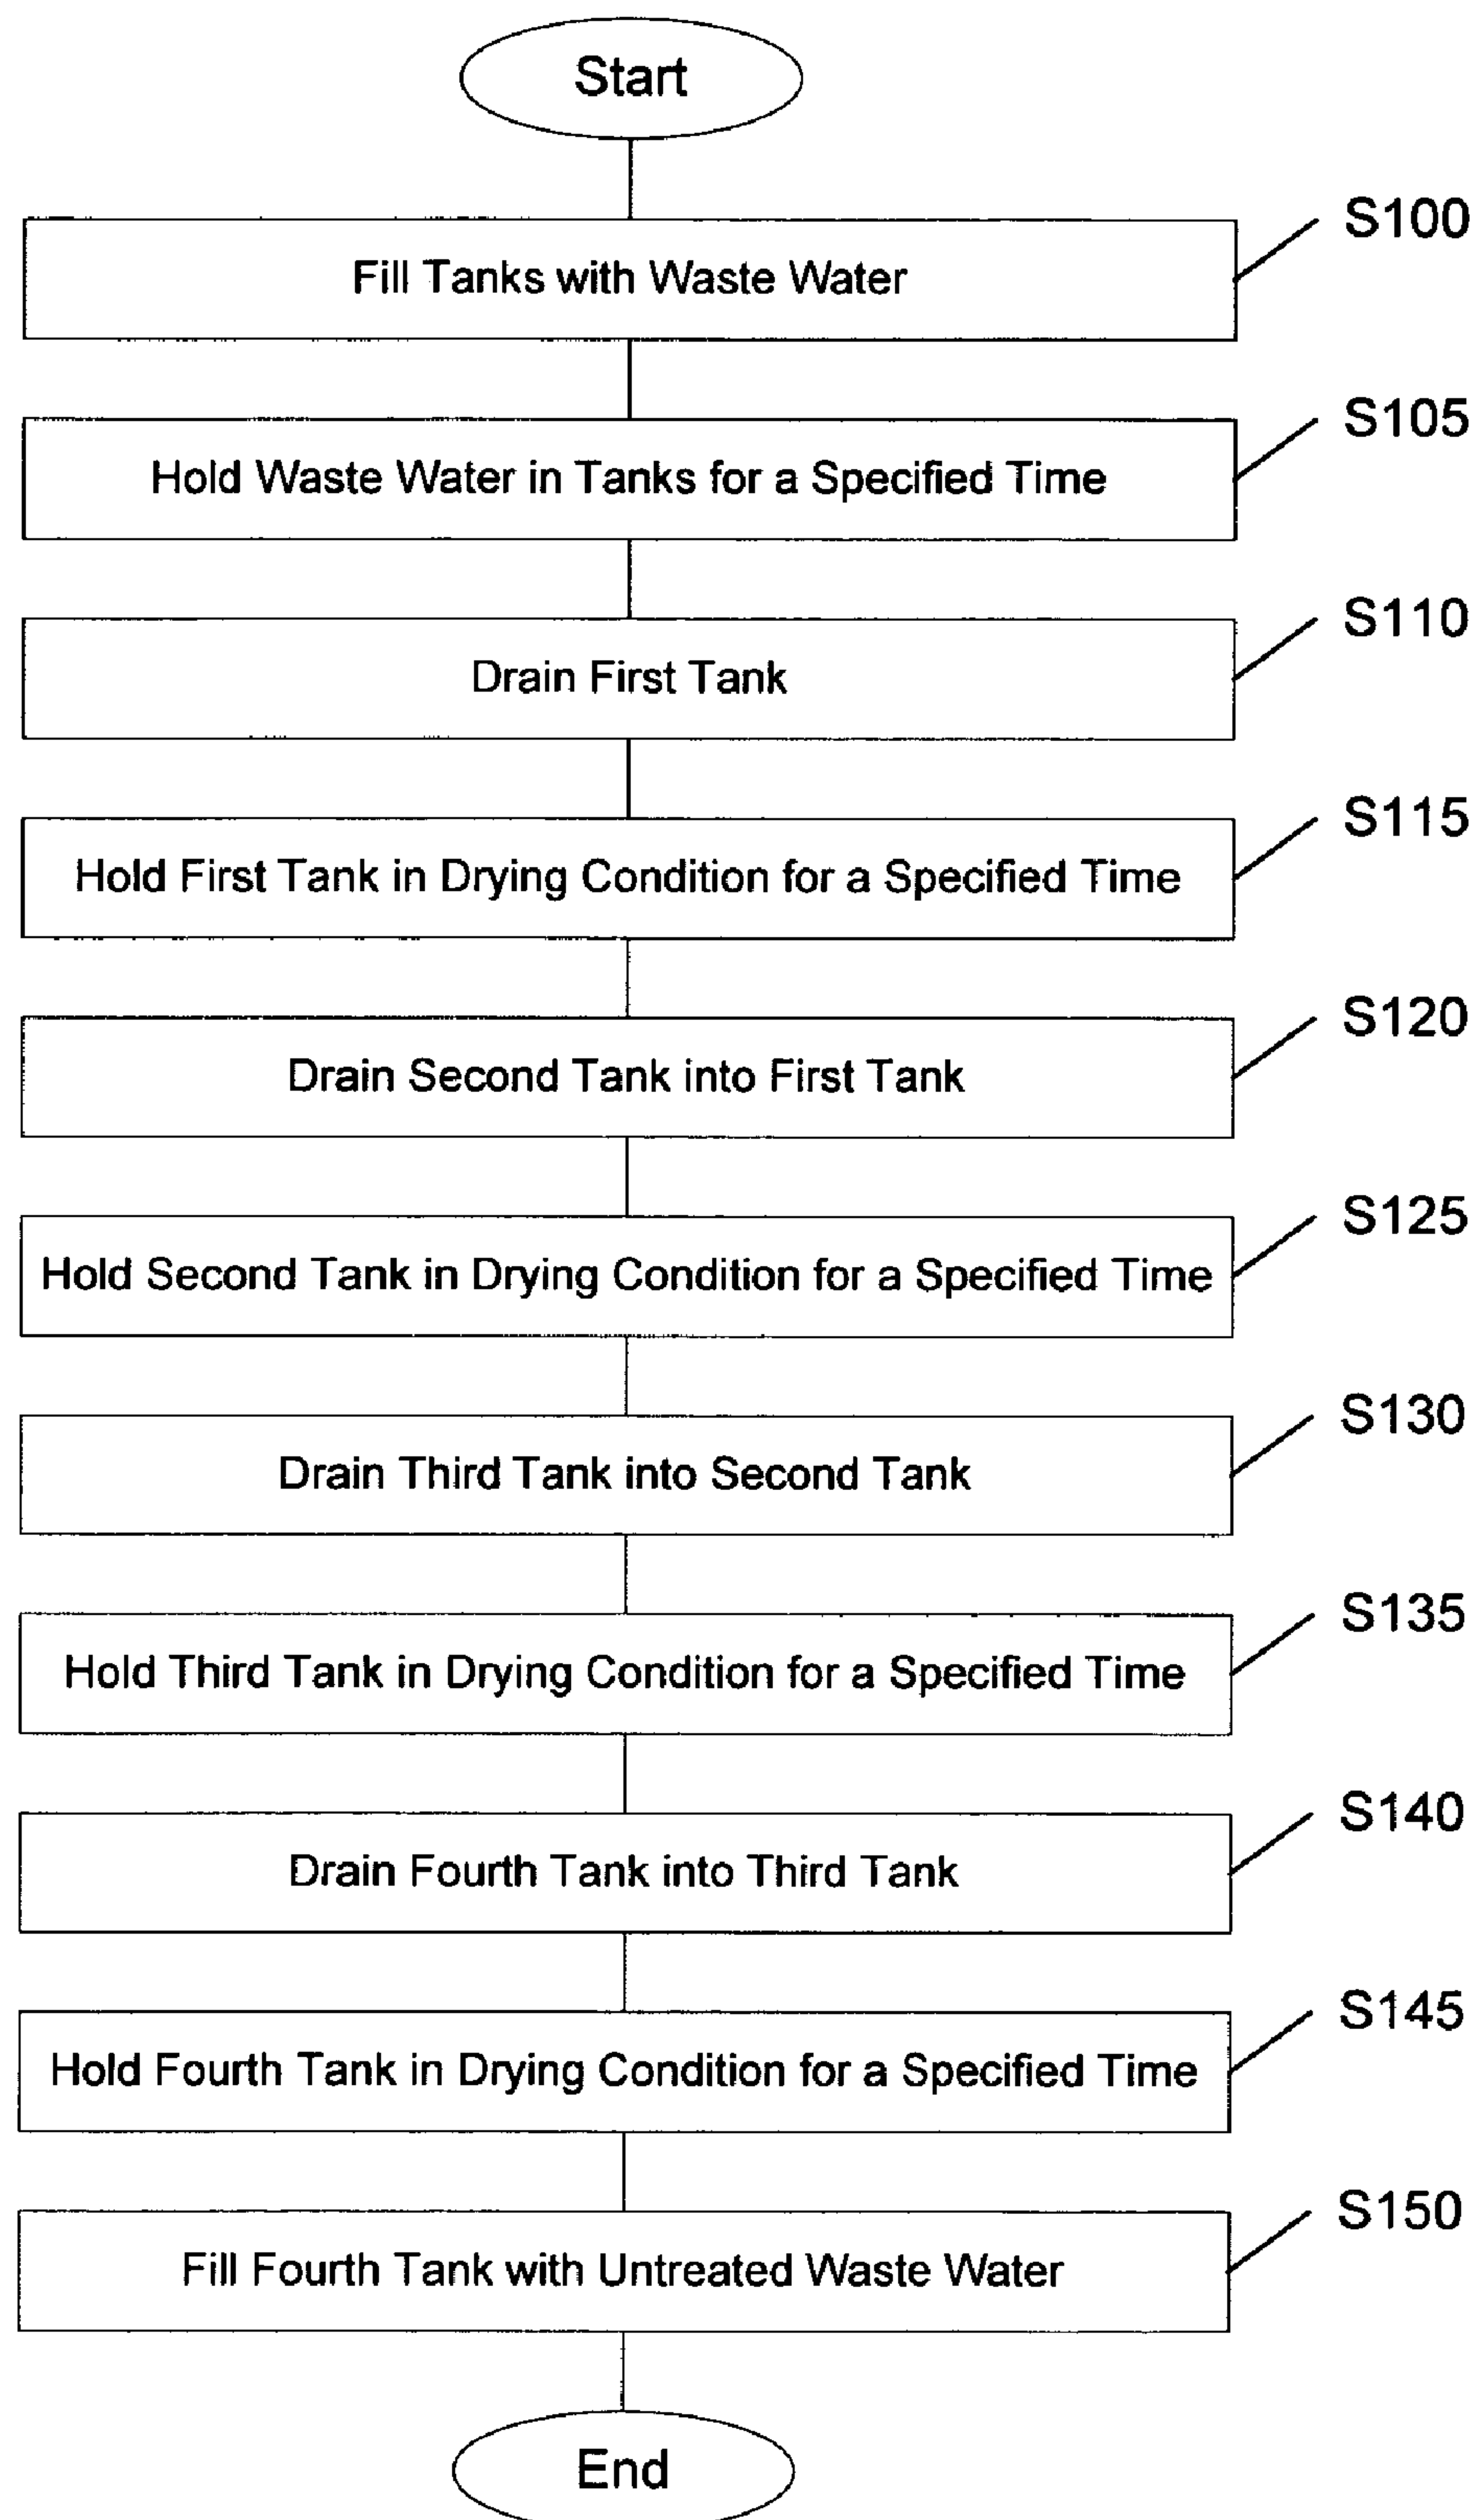 Start
S100
Fill Tanks with Waste Water
S105
Hold Waste Water in Tanks for a Specified Time
S110
Drain First Tank
S115
Hold First Tank in Drying Condition for a Specified Time
S120
Drain Second Tank into First Tank
S125
Hold Second Tank in Drying Condition for a Specified Time
S130
Drain Third Tank into Second Tank
S135
Hold Third Tank in Drying Condition for a Specified Time
S140
Drain Fourth Tank into Third Tank
S145
Hold Fourth Tank in Drying Condition for a Specified Time
S150
Fill Fourth Tank with Untreated Waste Water
End